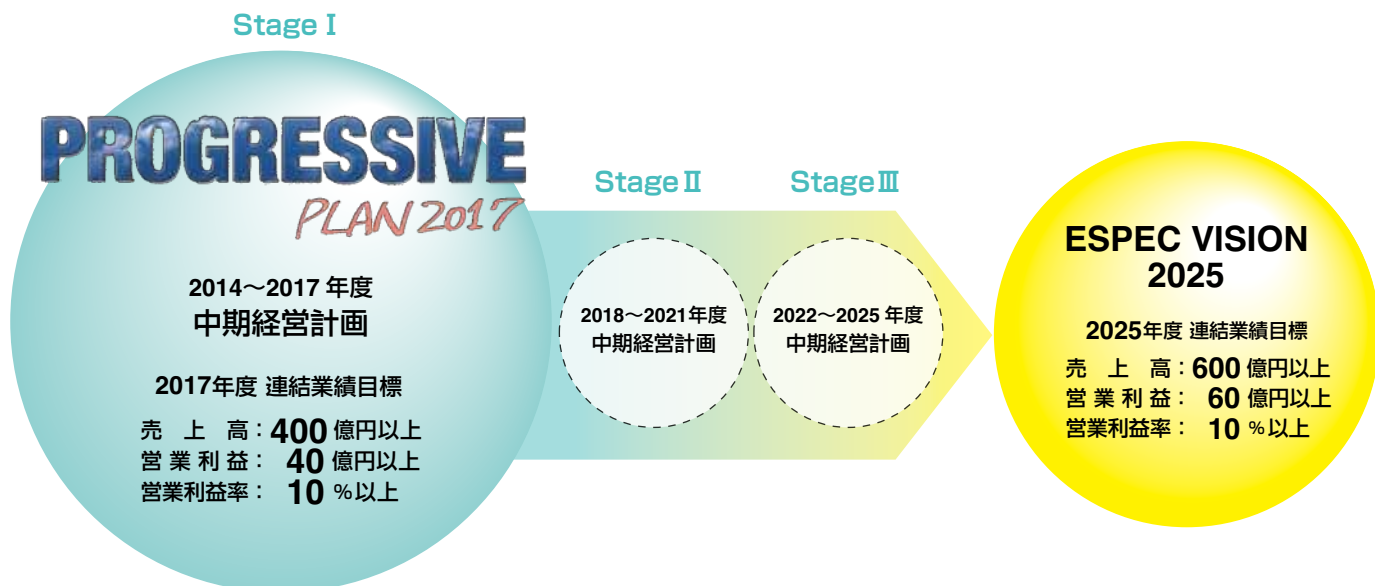 Stage Ⅰ
PROGRESSIVE
PLAN 2017
2014〜2017 年度
中期経営計画
2017年度 連結業績目標
売 上 高：400 億円以上
営 業 利 益： 40 億円以上
営業利益率： 10 ％以上
Stage Ⅱ
2018〜2021年度
中期経営計画
Stage Ⅲ
2022〜2025 年度
中期経営計画
ESPEC VISION
2025
2025年度 連結業績目標
売 上 高：600 億円以上
営 業 利 益： 60 億円以上
営業利益率： 10 ％以上